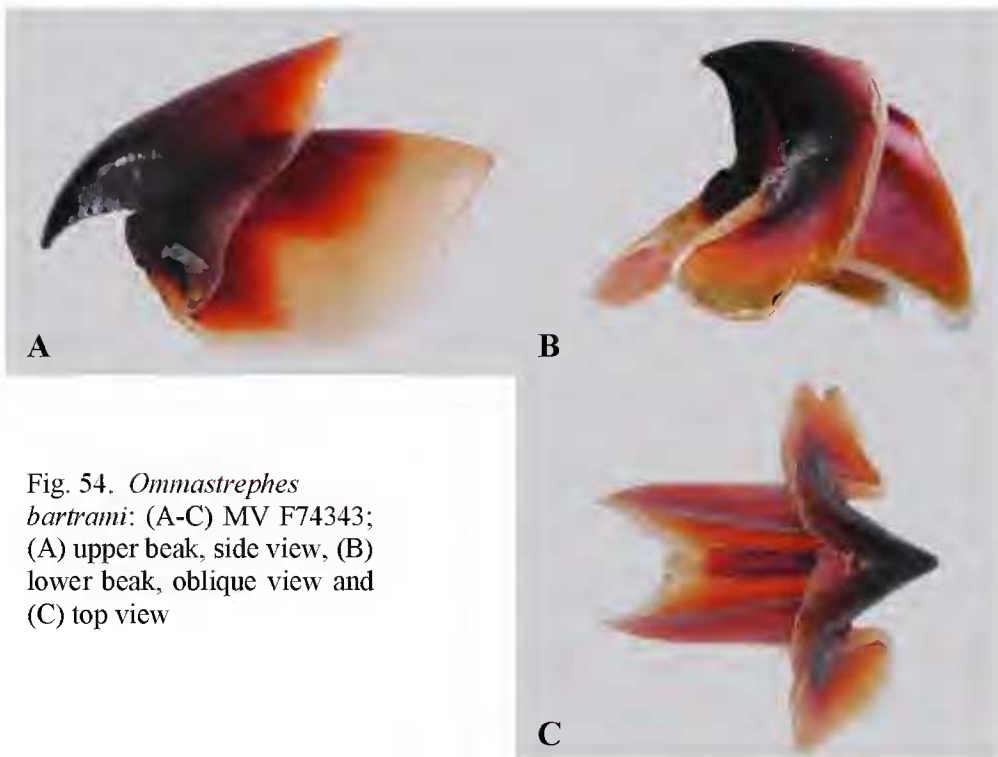 A
B
Fig. 54. Ommastrephes
bartrami: (A-C) MV F74343;
(A) upper beak, side view, (B)
lower beak, oblique view and
(C) top view
C